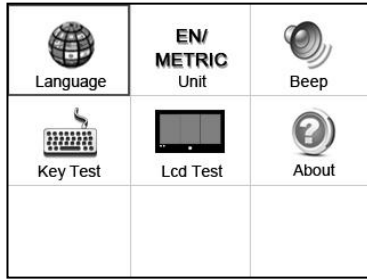 EN/
METRIC
Language
Unit
Beep
Key Test
Lcd Test
About